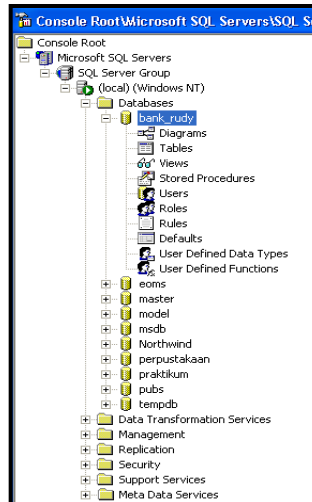 Console Root\Microsoft SQL Servers\SQL S
Console Root
Microsoft SQL Servers
SQL Server Group
(local) (Windows NT)
Databases
bank_rudy
Diagrams
Tables
Views
Stored Procedures
Users
Roles
Rules
Defaults
User Defined Data Types
User Defined Functions
eoms
master
model
msdb
Northwind
perpustakaan
praktikum
pubs
tempdb
Data Transformation Services
Management
Replication
Security
Support Services
Meta Data Services